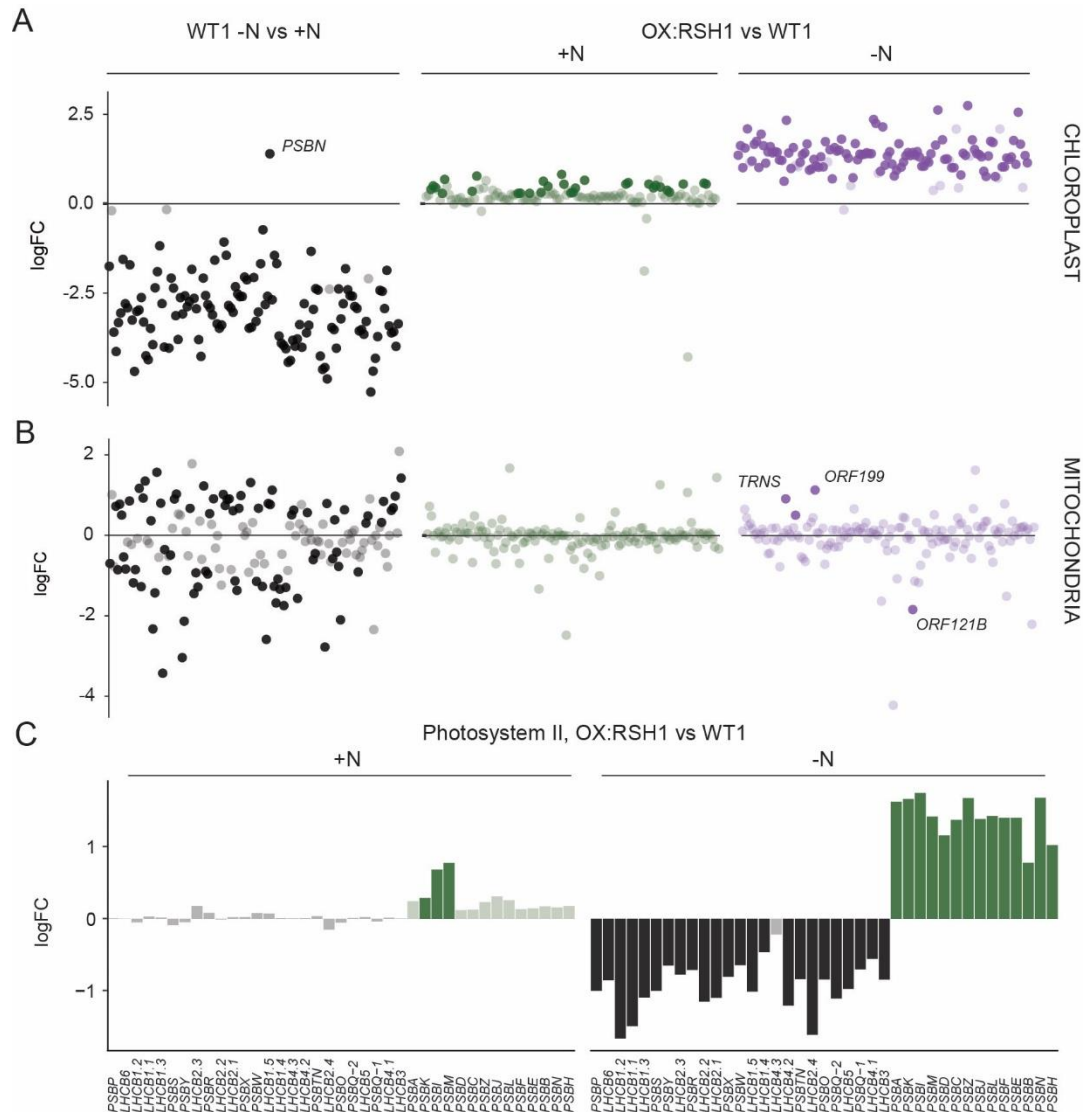 A
WT1 -N vs +N
OX:RSH1 vs WT1
+N
-N
2.5
0.0
-2.5
-5.0
logFC
PSBN
CHLOROPLAST
B
2
0
-2
-4
logFC
TRNS
ORF199
ORF121B
MITOCHONDRIA
C
Photosystem II, OX:RSH1 vs WT1
+N
-N
1
0
−1
logFC
PSBP
LHCB6
LHCB1.2
LHCB1.1
LHCB1.3
PSBS
PSBY
LHCB2.3
PSBR
LHCB2.2
LHCB2.1
PSBX
PSBW
LHCB1.5
LHCB1.4
LHCB4.3
LHCB4.2
PSBTN
LHCB2.4
PSBO
PSBQ-2
LHCB5
PSBQ-1
LHCB4.1
LHCB3
PSBA
PSBK
PSBI
PSBM
PSBD
PSBC
PSBZ
PSBJ
PSBL
PSBF
PSBE
PSBB
PSBN
PSBH
PSBP
LHCB6
LHCB1.2
LHCB1.1
LHCB1.3
PSBS
PSBY
LHCB2.3
PSBR
LHCB2.2
LHCB2.1
PSBX
PSBW
LHCB1.5
LHCB1.4
LHCB4.3
LHCB4.2
PSBTN
LHCB2.4
PSBO
PSBQ-2
LHCB5
PSBQ-1
LHCB4.1
LHCB3
PSBA
PSBK
PSBI
PSBM
PSBD
PSBC
PSBZ
PSBJ
PSBL
PSBF
PSBE
PSBB
PSBN
PSBH